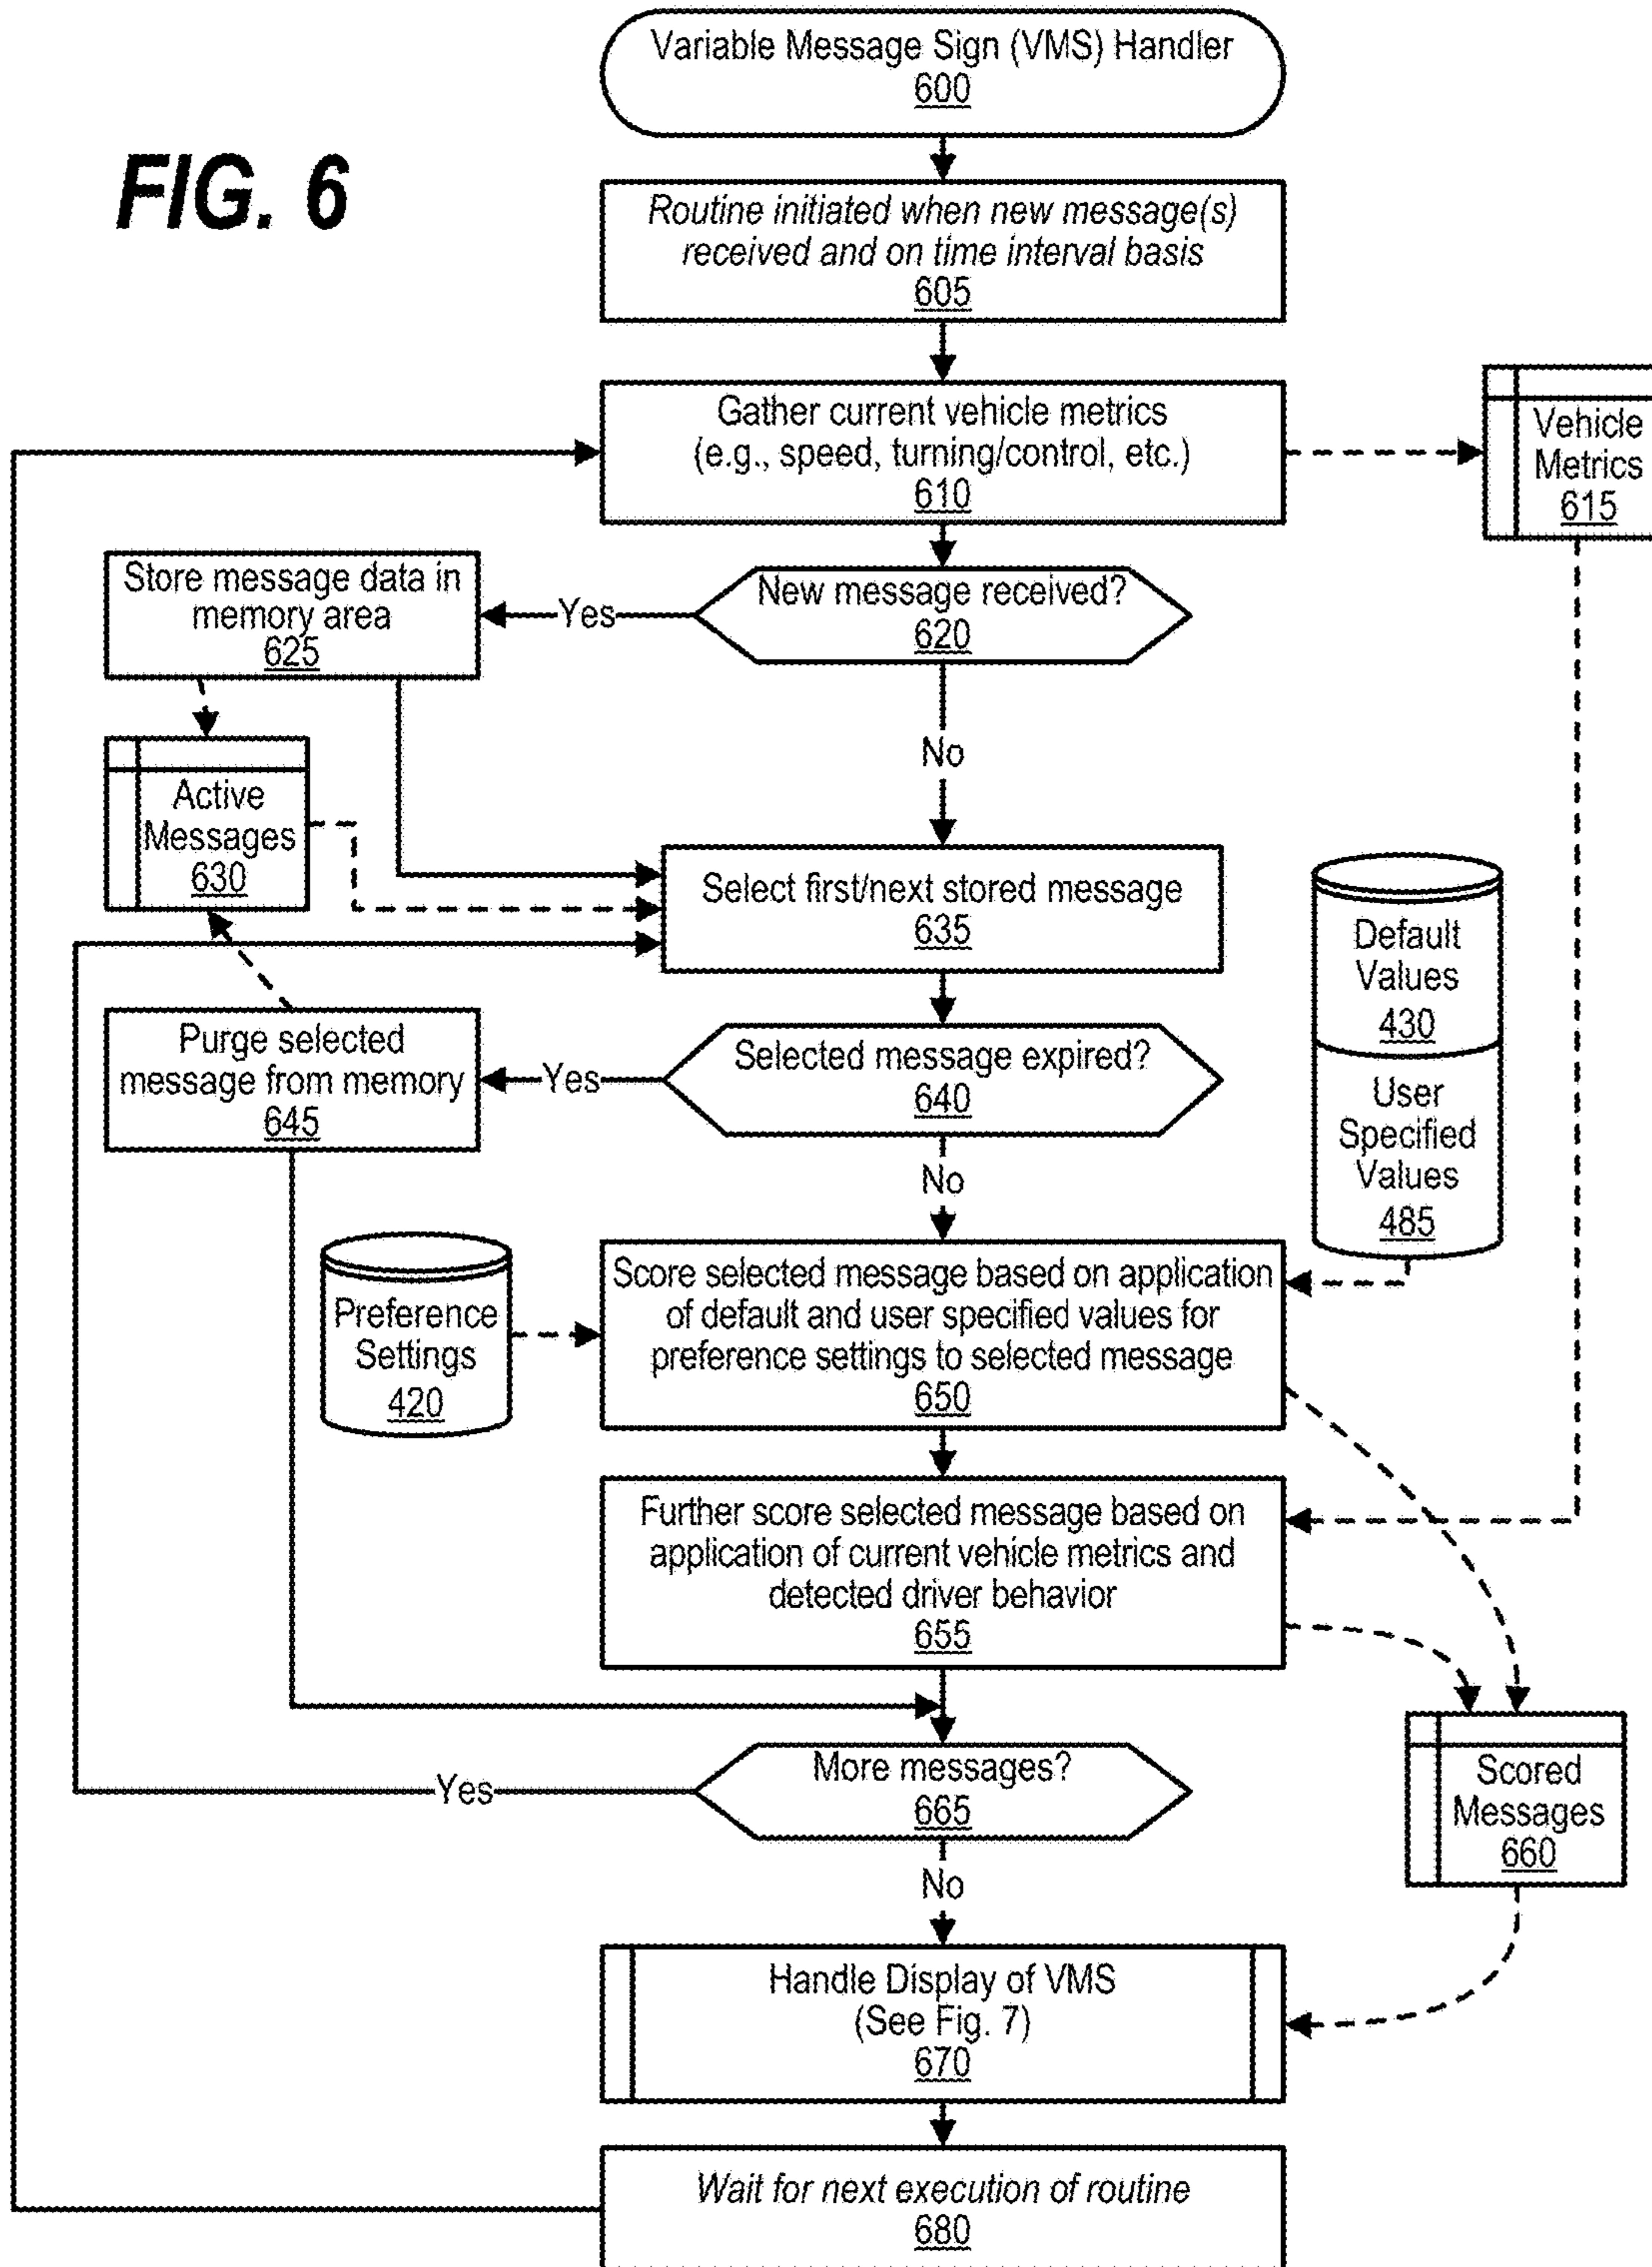 Variable Message Sign (VMS) Handler
600
FIG. 6
Routine initiated when new message(s)
received and on time interval basis
605
Gather current vehicle metrics
(e.g., speed, turning/control, etc.)
610
Vehicle
Metrics
615
Store message data in
memory area
625
Yes
New message received?
620
No
Active
Messages
630
Select first/next stored message
635
Default
Values
430
User
Specified
Values
485
Purge selected
message from memory
645
Yes
Selected message expired?
640
No
Preference
Settings
420
Score selected message based on application
of default and user specified values for
preference settings to selected message
650
Further score selected message based on
application of current vehicle metrics and
detected driver behavior
655
More messages?
665
Yes
No
Scored
Messages
660
Handle Display of VMS
(See Fig. 7)
670
Wait for next execution of routine
680